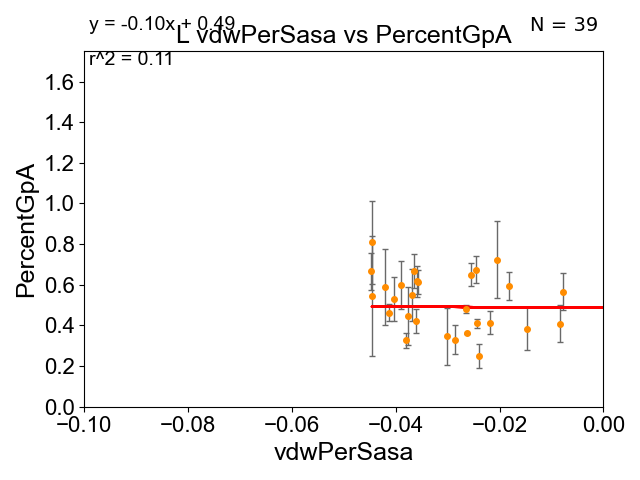 y = -0.10x + 0.49
N = 39
L vdwPerSasa vs PercentGpA
r^2 = 0.11
PercentGpA
1.6
1.4
1.2
1.0
0.8
0.6
0.4
0.2
0.0
−0.10 −0.08 −0.06 −0.04 −0.02 0.00
vdwPerSasa